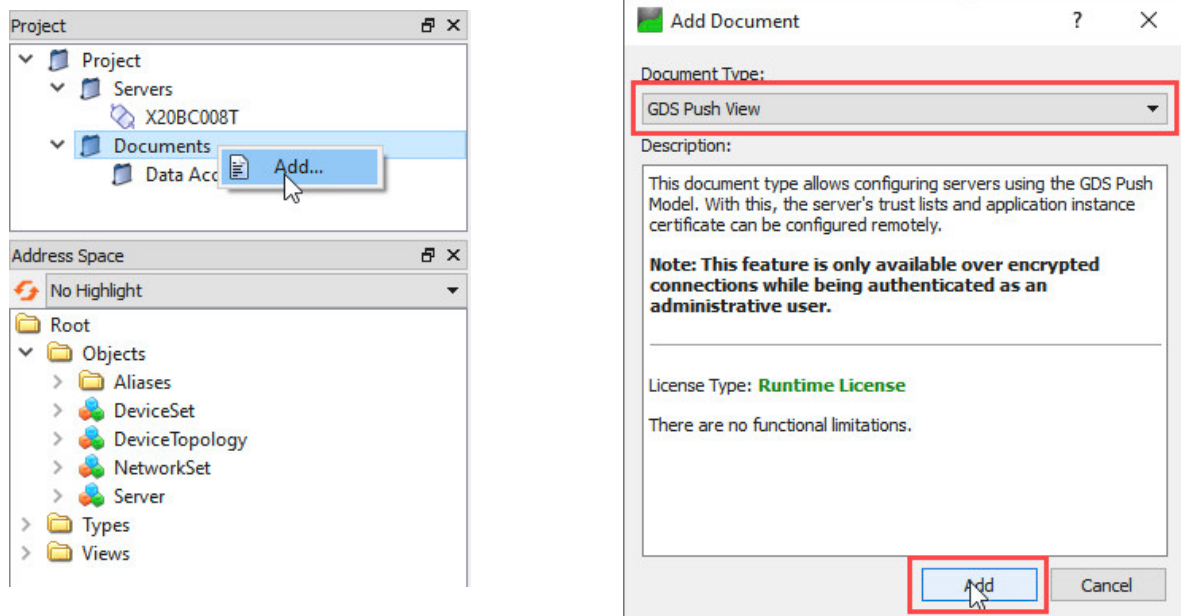 Project
Project
Servers
X20BC008T
Documents
Add...
Data Acc
Address Space
No Highlight
Root
Objects
Aliases
DeviceSet
DeviceTopology
NetworkSet
Server
Types
Views
Add Document
?
Document Type:
GDS Push View
Description:
This document type allows configuring servers using the GDS Push
Model. With this, the server's trust lists and application instance
certificate can be configured remotely.
Note: This feature is only available over encrypted
connections while being authenticated as an
administrative user.
License Type: Runtime License
There are no functional limitations.
Add
Cancel